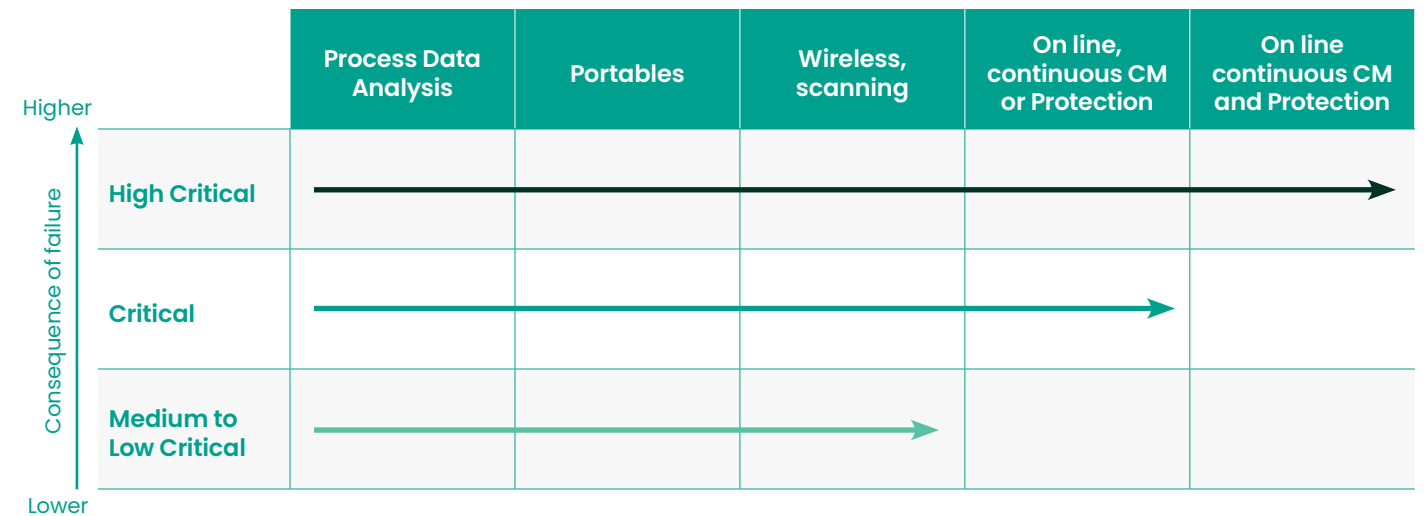 Process Data
Analysis
Portables
Wireless,
scanning
On line,
continuous CM
or Protection
On line
continuous CM
and Protection
Higher
Consequence of failure
Lower
High Critical
Critical
Medium to
Low Critical